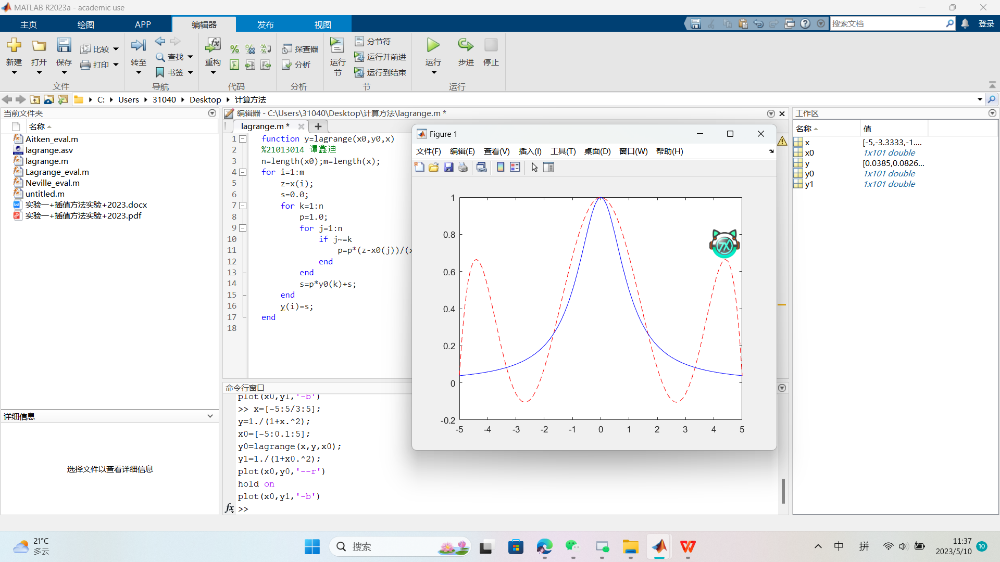 MATLAB R2023a - academic use
主页 绘图 APP 编辑器 发布 视图
搜索文档 登录
新建 打开 保存 比较 打印
文件
转至 查找 书签
导航
重构
代码
探查器 分析
分析
运行节 分节符 运行并前进 运行到结束
节
运行 步进 停止
运行
C: Users 31040 Desktop 计算方法
当前文件夹
名称
Aitken_eval.m
lagrange.asv
lagrange.m
Lagrange_eval.m
Neville_eval.m
untitled.m
实验一+插值方法实验+2023.docx
实验一+插值方法实验+2023.pdf
详细信息
选择文件以查看详细信息
编辑器 - C:\Users\31040\Desktop\计算方法\lagrange.m *
lagrange.m *
1 function y=lagrange(x0,y0,x)
2 %21013014 谭鑫迪
3 n=length(x0);m=length(x);
4 for i=1:m
5 z=x(i);
6 s=0.0;
7 for k=1:n
8 p=1.0;
9 for j=1:n
10 if j~=k
11 p=p*(z-x0(j))/(x
12 end
13 end
14 s=p*y0(k)+s;
15 end
16 y(i)=s;
17 end
18
命令行窗口
plot(x0,y1,'-b')
>> x=[-5:5/3:5];
y=1./(1+x.^2);
x0=[-5:0.1:5];
y0=lagrange(x,y,x0);
y1=1./(1+x0.^2);
plot(x0,y0,'--r')
hold on
plot(x0,y1,'-b')
fx >>
Figure 1
文件(F) 编辑(E) 查看(V) 插入(I) 工具(T) 桌面(D) 窗口(W) 帮助(H)
1
0.8
0.6
0.4
0.2
0
-0.2
-5 -4 -3 -2 -1 0 1 2 3 4 5
7X
工作区
名称 值
x [-5,-3.3333,-1....
x0 1x101 double
y [0.0385,0.0826...
y0 1x101 double
y1 1x101 double
21°C
多云
搜索
中 拼
11:37
2023/5/10
10